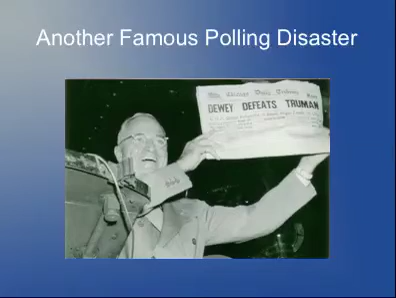 Another Famous Polling Disaster
Chicago Daily Tribune
DEWEY DEFEATS TRUMAN